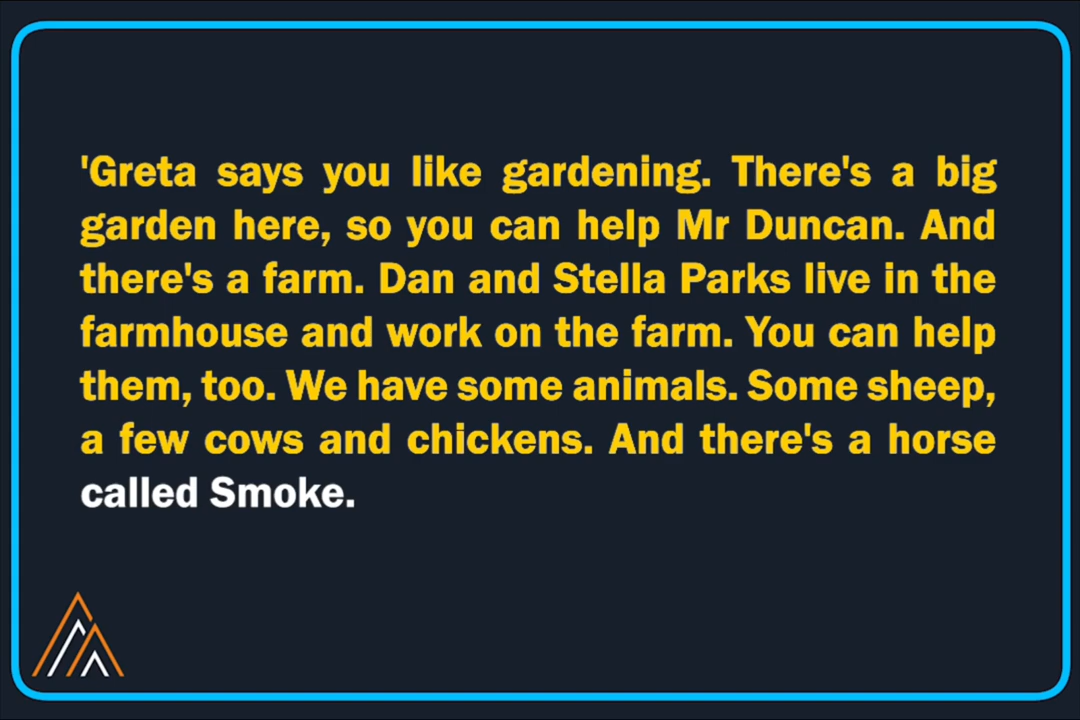 'Greta says you like gardening. There's a big
garden here, so you can help Mr Duncan. And
there's a farm. Dan and Stella Parks live in the
farmhouse and work on the farm. You can help
them, too. We have some animals. Some sheep,
a few cows and chickens. And there's a horse
called Smoke.